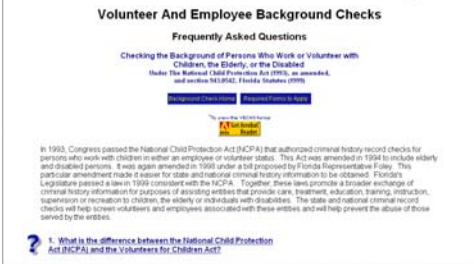 Volunteer And Employee Background Checks
Frequently Asked Questions
Checking the Background of Persons Who Work or Volunteer with
Children, the Elderly, or the Disabled
Under The National Child Protection Act (1993), as amended,
and section 943.0542, Florida Statutes (1999)
Background Check Home
Required Forms to Apply
To view the VECHS forms
Get Acrobat
Reader
In 1993, Congress passed the National Child Protection Act (NCPA) that authorized criminal history record checks for
persons who work with children in either an employee or volunteer status. This Act was amended in 1994 to include elderly
and disabled persons. It was again amended in 1998 under a bill proposed by Florida Representative Foley. This
particular amendment made it easier for state and national criminal history information to be obtained. Florida's
Legislature passed a law in 1999 consistent with the NCPA. Together, these laws promote a broader exchange of
criminal history information for purposes of assisting entities that provide care, treatment, education, training, instruction,
supervision or recreation to children, the elderly or individuals with disabilities. The state and national criminal record
checks will help screen volunteers and employees associated with these entities and will help prevent the abuse of those
served by the entities.
1. What is the difference between the National Child Protection
Act (NCPA) and the Volunteers for Children Act?